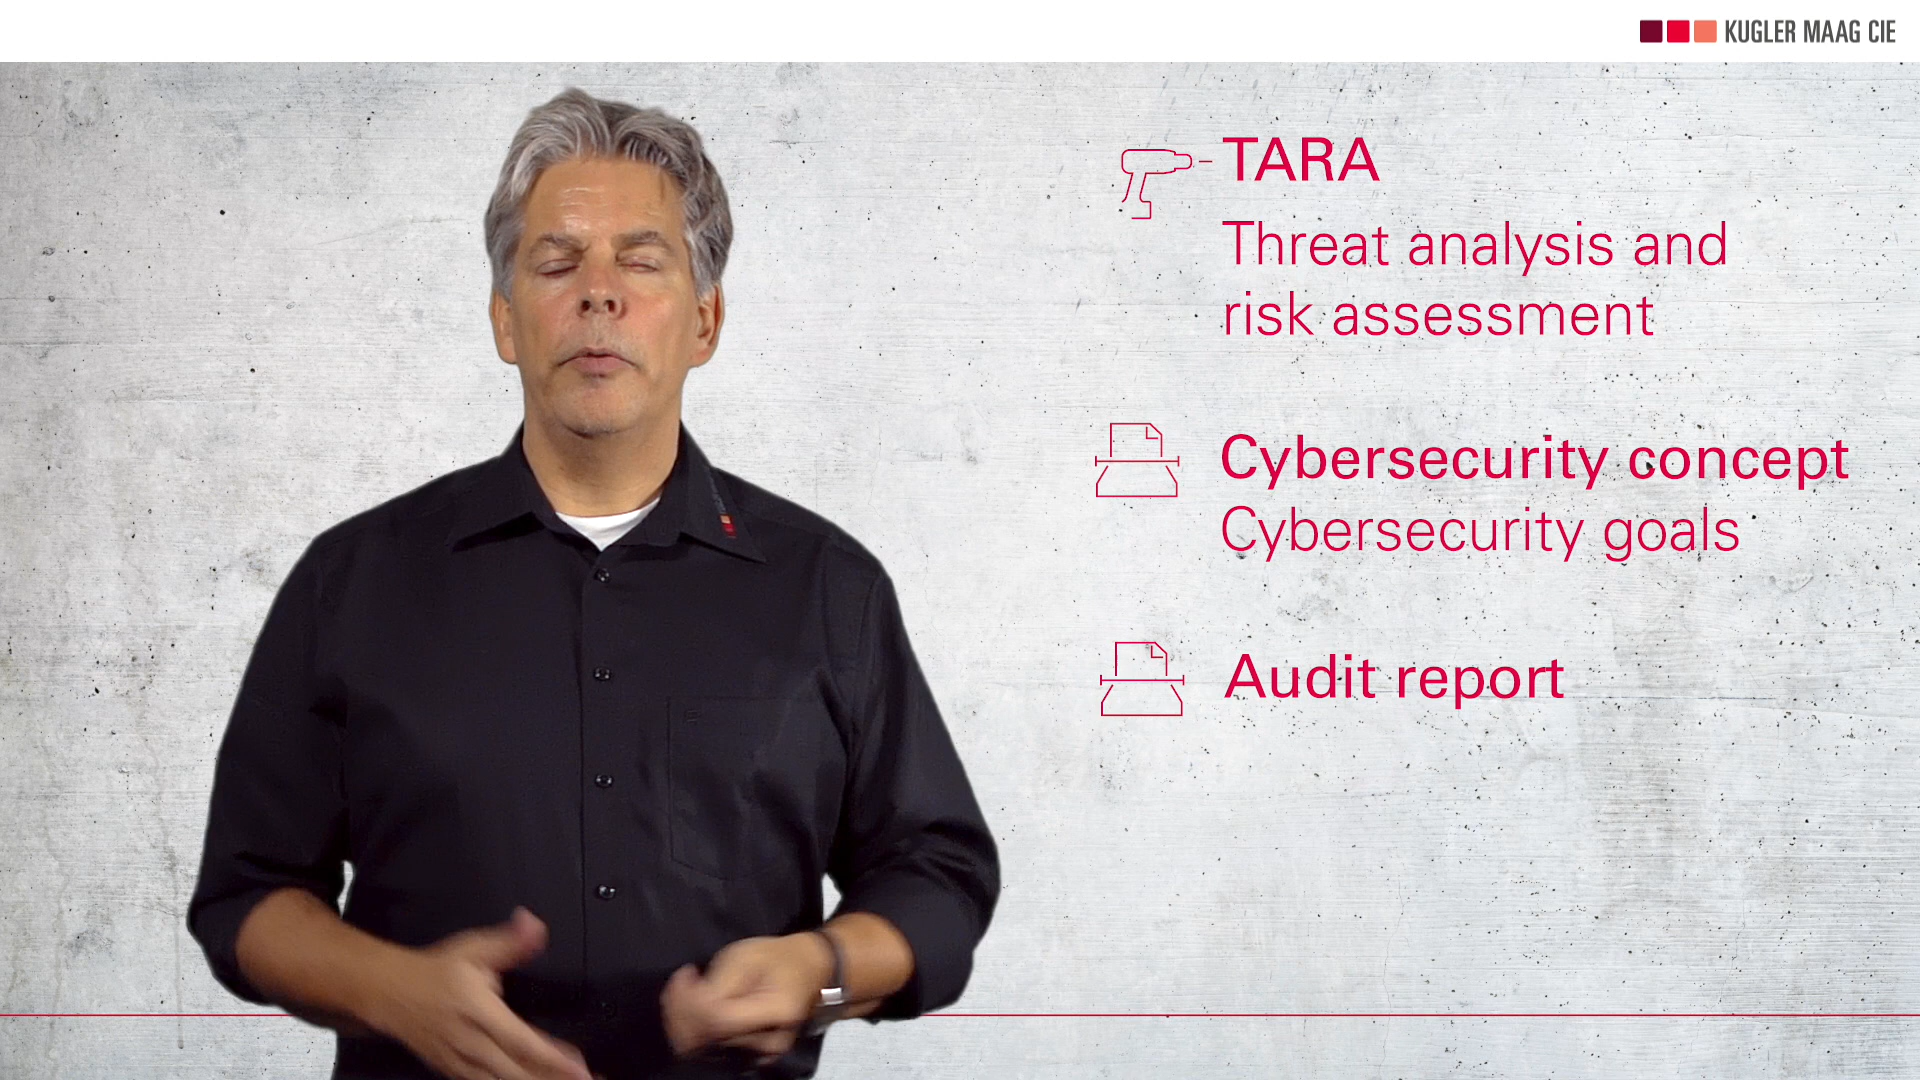 KUGLER MAAG CIE
TARA
Threat analysis and
risk assessment
Cybersecurity concept
Cybersecurity goals
Audit report